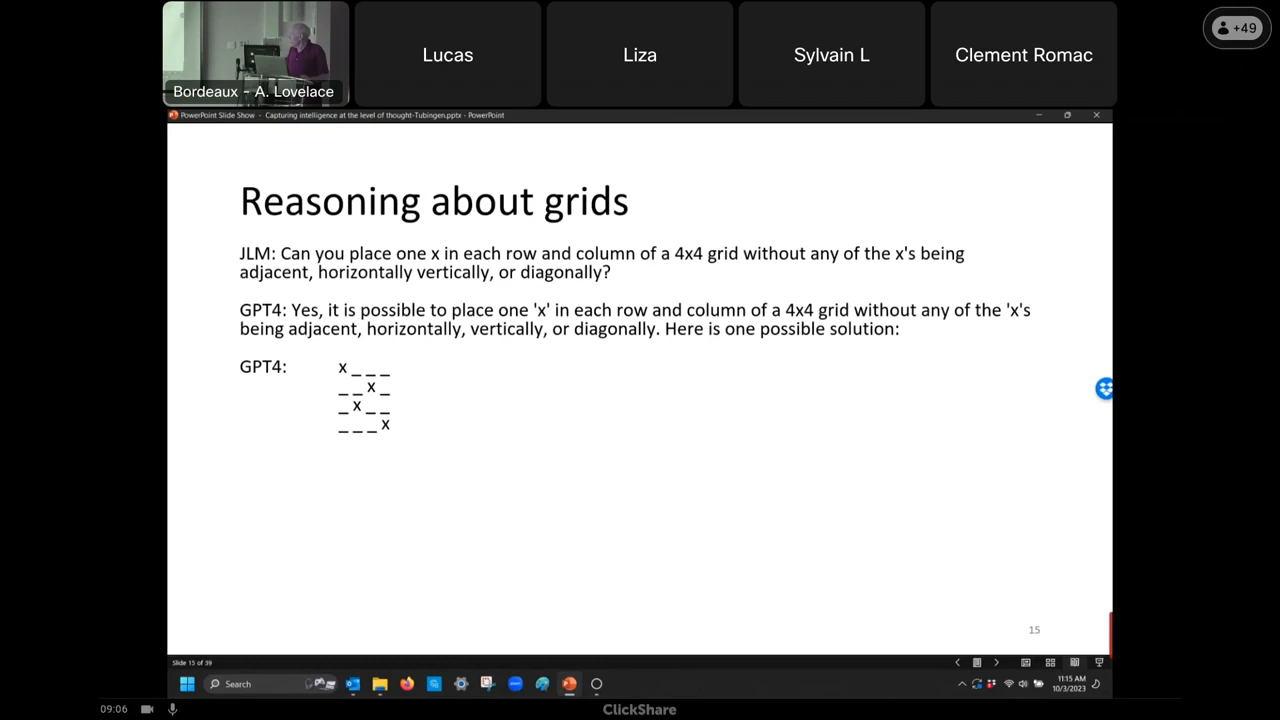 Bordeaux - A. Lovelace
Lucas
Liza
Sylvain L
Clement Romac
+49
PowerPoint Slide Show - Capturing intelligence at the level of thought-Tubingen.pptx - PowerPoint
Reasoning about grids
JLM: Can you place one x in each row and column of a 4x4 grid without any of the x's being
adjacent, horizontally vertically, or diagonally?
GPT4: Yes, it is possible to place one 'x' in each row and column of a 4x4 grid without any of the 'x's
being adjacent, horizontally, vertically, or diagonally. Here is one possible solution:
GPT4: x _ _ _
_ _ x _
_ x _ _
_ _ _ x
15
Slide 15 of 39
Search
11:15 AM
10/3/2023
09:06
ClickShare